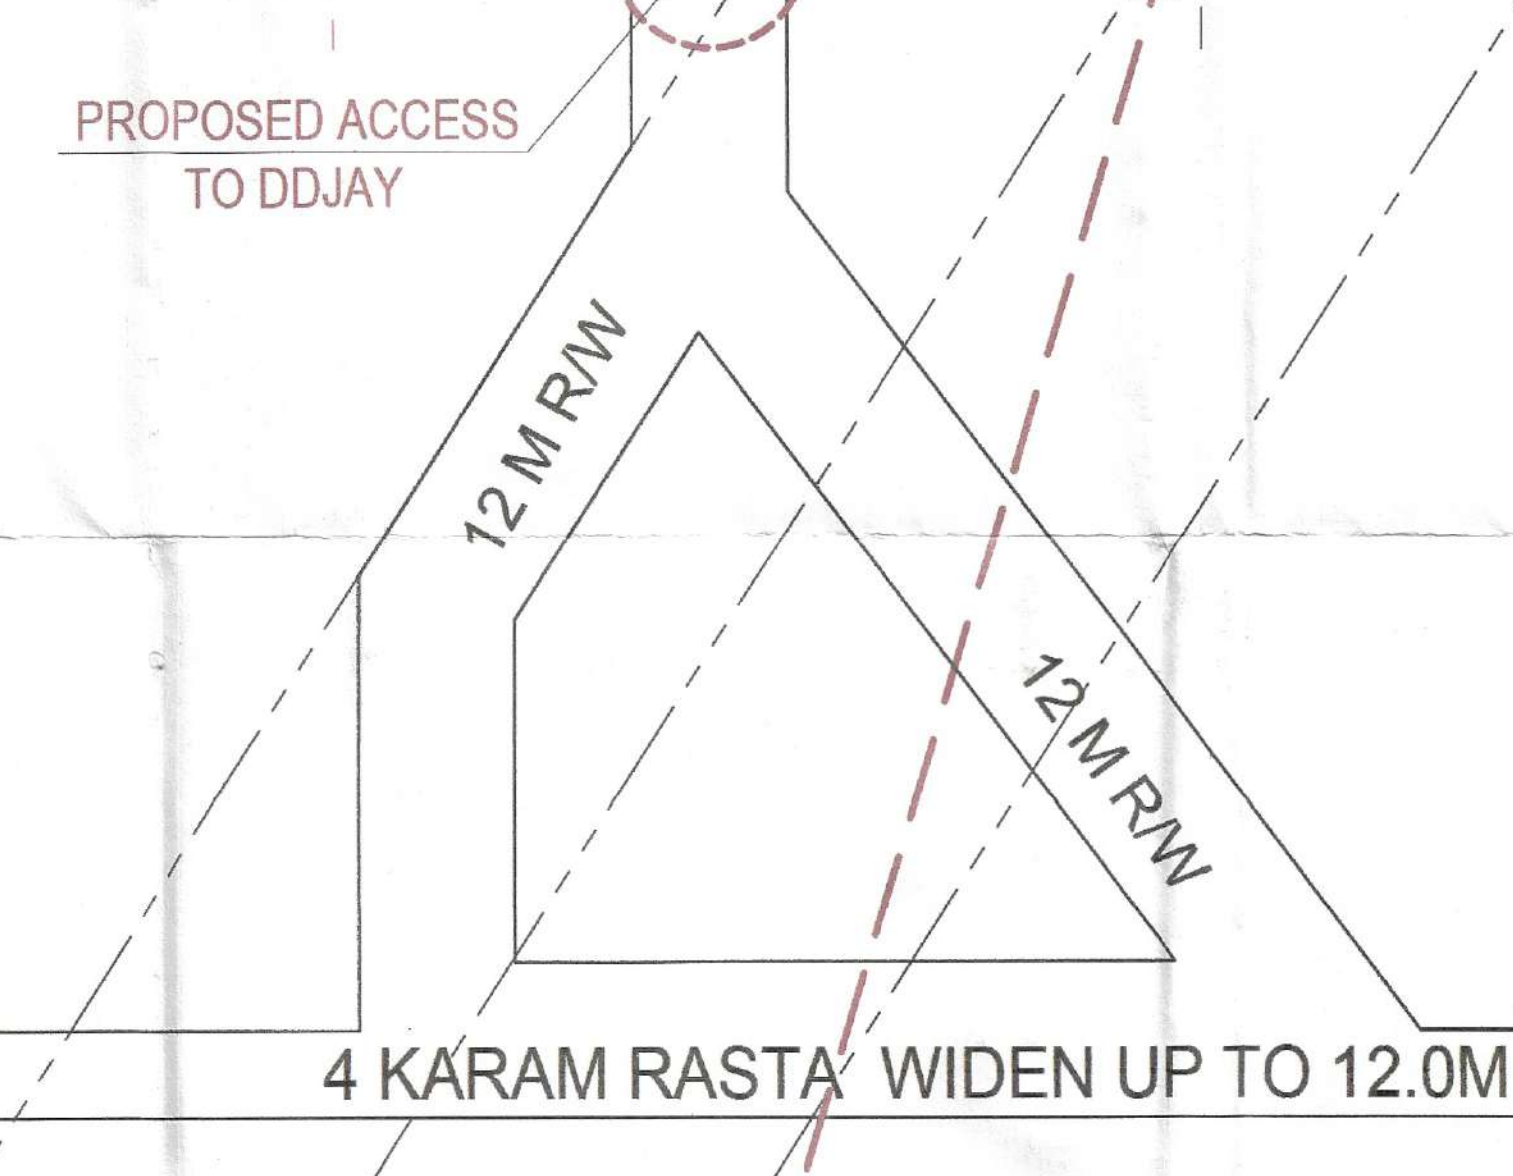 PROPOSED ACCESS
TO DDJAY
12 M R/W
12 M R/W
4 KARAM RASTA WIDEN UP TO 12.0M